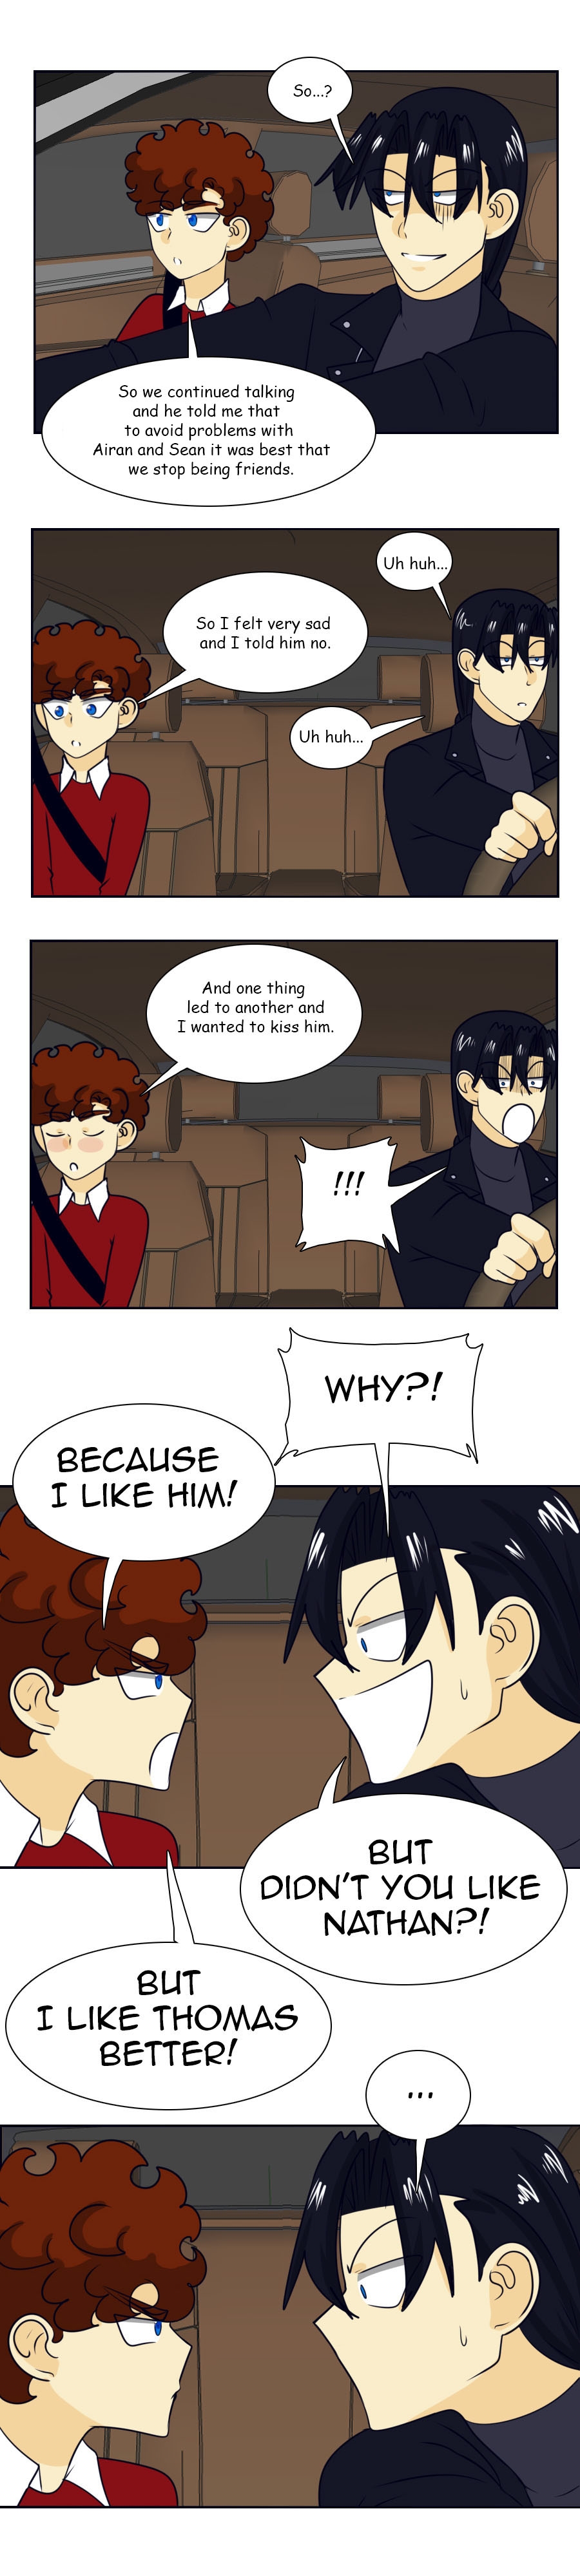 So...?
So we continued talking
and he told me that
to avoid problems with
Airan and Sean it was best that
we stop being friends.
Uh huh...
So I felt very sad
and I told him no.
Uh huh...
And one thing
led to another and
I wanted to kiss him.
!!!
WHY?!
BECAUSE
I LIKE HIM!
BUT
DIDN'T YOU LIKE
NATHAN?!
BUT
I LIKE THOMAS
BETTER!
...